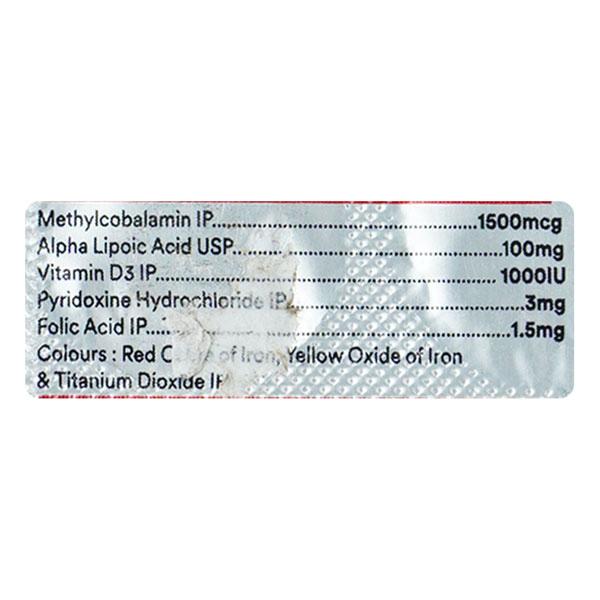 Methylcobalamin IP..........................................1500mcg
Alpha Lipoic Acid USP..........................................100mg
Vitamin D3 IP..........................................1000IU
Pyridoxine Hydrochloride IP..........................................3mg
Folic Acid IP..........................................1.5mg
Colours : Red of Iron, Yellow Oxide of Iron
& Titanium Dioxide